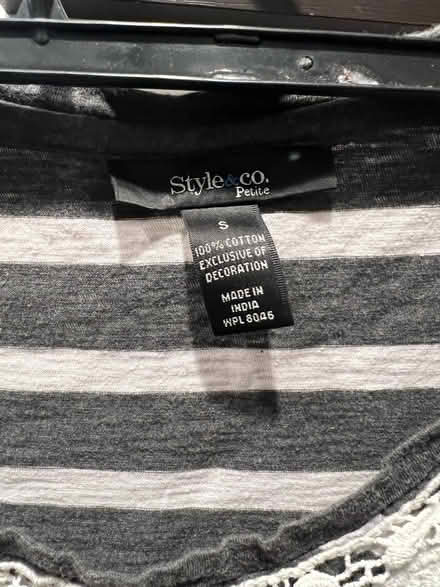 Style&co.
Petite
S
100% COTTON
EXCLUSIVE OF
DECORATION
MADE IN
INDIA
WPL 8046